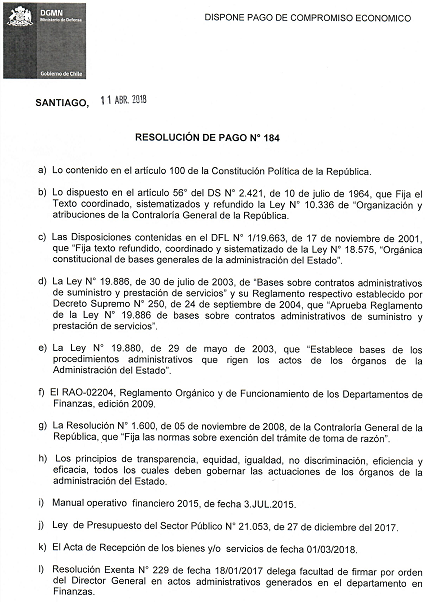 DGMN
Ministerio de Defensa
Gobierno de Chile
DISPONE PAGO DE COMPROMISO ECONOMICO
SANTIAGO, 11 ABR. 2018
RESOLUCIÓN DE PAGO N° 184
a) Lo contenido en el artículo 100 de la Constitución Política de la República.
b) Lo dispuesto en el artículo 56° del DS N° 2.421, de 10 de julio de 1964, que Fija el
Texto coordinado, sistematizados y refundido la Ley N° 10.336 de “Organización y
atribuciones de la Contraloría General de la República.
c) Las Disposiciones contenidas en el DFL N° 1/19.663, de 17 de noviembre de 2001,
que “Fija texto refundido, coordinado y sistematizado de la Ley N° 18.575, “Orgánica
constitucional de bases generales de la administración del Estado”.
d) La Ley N° 19.886, de 30 de julio de 2003, de “Bases sobre contratos administrativos
de suministro y prestación de servicios” y su Reglamento respectivo establecido por
Decreto Supremo N° 250, de 24 de septiembre de 2004, que “Aprueba Reglamento
de la Ley N° 19.886 de bases sobre contratos administrativos de suministro y
prestación de servicios”.
e) La Ley N° 19.880, de 29 de mayo de 2003, que “Establece bases de los
procedimientos administrativos que rigen los actos de los órganos de la
Administración del Estado”.
f) El RAO-02204, Reglamento Orgánico y de Funcionamiento de los Departamentos de
Finanzas, edición 2009.
g) La Resolución N° 1.600, de 05 de noviembre de 2008, de la Contraloría General de la
República, que “Fija las normas sobre exención del trámite de toma de razón”.
h) Los principios de transparencia, equidad, igualdad, no discriminación, eficiencia y
eficacia, todos los cuales deben gobernar las actuaciones de los órganos de la
administración del Estado.
i) Manual operativo financiero 2015, de fecha 3.JUL.2015.
j) Ley de Presupuesto del Sector Público N° 21.053, de 27 de diciembre del 2017.
k) El Acta de Recepción de los bienes y/o servicios de fecha 01/03/2018.
l) Resolución Exenta N° 229 de fecha 18/01/2017 delega facultad de firmar por orden
del Director General en actos administrativos generados en el departamento en
Finanzas.